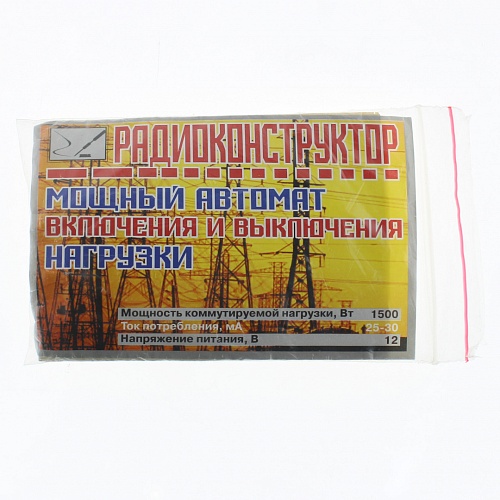 РАДИОКОНСТРУКТОР
МОЩНЫЙ АВТОМАТ
ВКЛЮЧЕНИЯ И ВЫКЛЮЧЕНИЯ
НАГРУЗКИ
Мощность коммутируемой нагрузки, Вт 1500
Ток потребления, мА 25-30
Напряжение питания, В 12